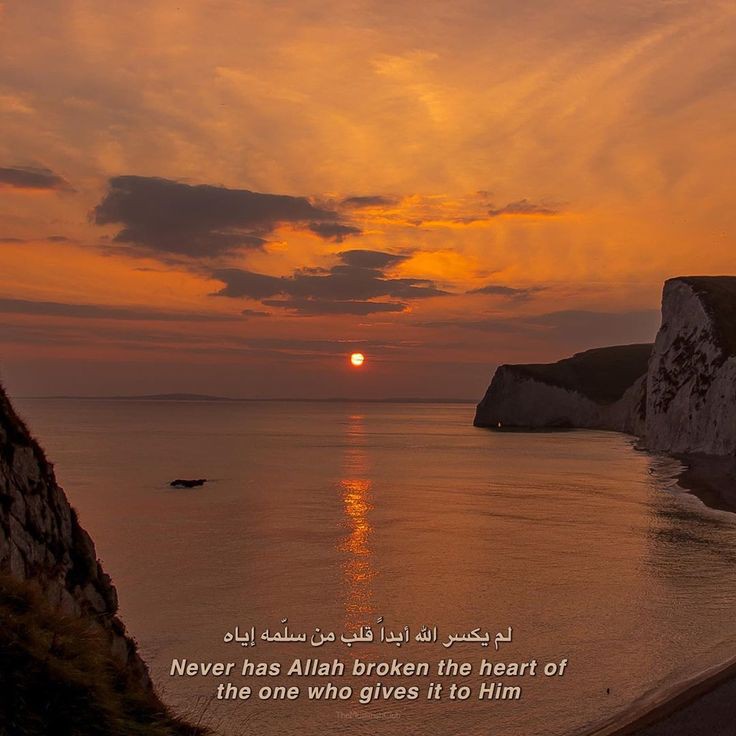 لم يكسر الله أبداً قلب من سلّمه إياه
Never has Allah broken the heart of
the one who gives it to Him